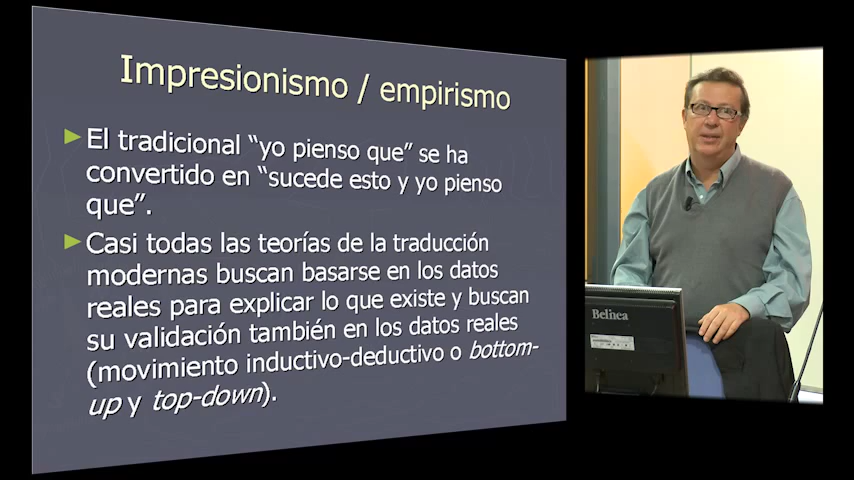 Impresionismo / empirismo
El tradicional “yo pienso que” se ha
convertido en “sucede esto y yo pienso
que”.
Casi todas las teorías de la traducción
modernas buscan basarse en los datos
reales para explicar lo que existe y buscan
su validación también en los datos reales
(movimiento inductivo-deductivo o bottom-
up y top-down).
Belinea